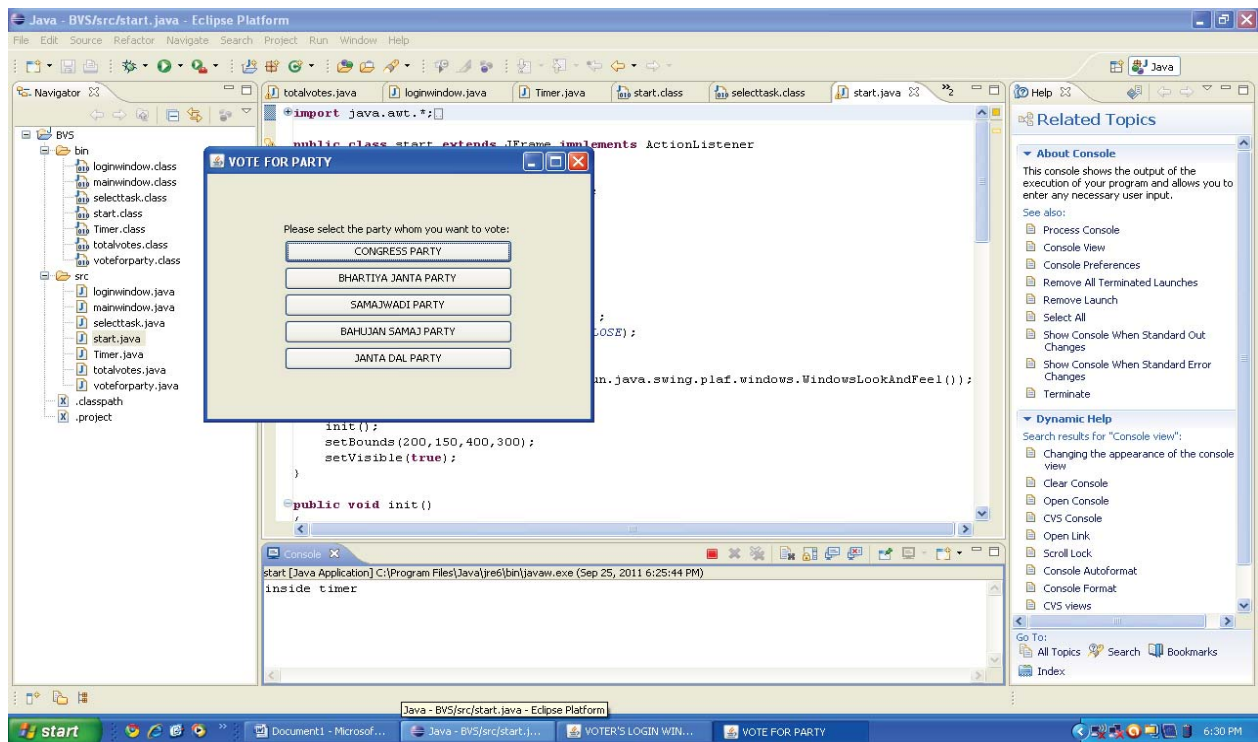 Java - BVS/src/start.java - Eclipse Platform
File Edit Source Refactor Navigate Search Project Run Window Help
Java
Navigator
BVS
bin
loginwindow.class
mainwindow.class
selecttask.class
start.class
Timer.class
totalvotes.class
voteforparty.class
src
loginwindow.java
mainwindow.java
selecttask.java
start.java
Timer.java
totalvotes.java
voteforparty.java
.classpath
.project
totalvotes.java loginwindow.java Timer.java start.class selecttask.class start.java 2
import java.awt.*;
public class start extends JFrame implements ActionListener
;
;
LOSE);
un.java.swing.plaf.windows.WindowsLookAndFeel());
init();
setBounds(200,150,400,300);
setVisible(true);
}
public void init()
VOTE FOR PARTY
Please select the party whom you want to vote:
CONGRESS PARTY
BHARTIYA JANTA PARTY
SAMAJWADI PARTY
BAHUJAN SAMAJ PARTY
JANTA DAL PARTY
Console
start [Java Application] C:\Program Files\Java\jre6\bin\javaw.exe (Sep 25, 2011 6:25:44 PM)
inside timer
Help
Related Topics
About Console
This console shows the output of the
execution of your program and allows you to
enter any necessary user input.
See also:
Process Console
Console View
Console Preferences
Remove All Terminated Launches
Remove Launch
Select All
Show Console When Standard Out
Changes
Show Console When Standard Error
Changes
Terminate
Dynamic Help
Search results for "Console view":
Changing the appearance of the console
view
Clear Console
Open Console
CVS Console
Open Link
Scroll Lock
Console Autoformat
Console Format
CVS views
Go To:
All Topics Search Bookmarks
Index
Java - BVS/src/start.java - Eclipse Platform
start Document1 - Microsof... Java - BVS/src/start.j... VOTER'S LOGIN WIN... VOTE FOR PARTY 6:30 PM